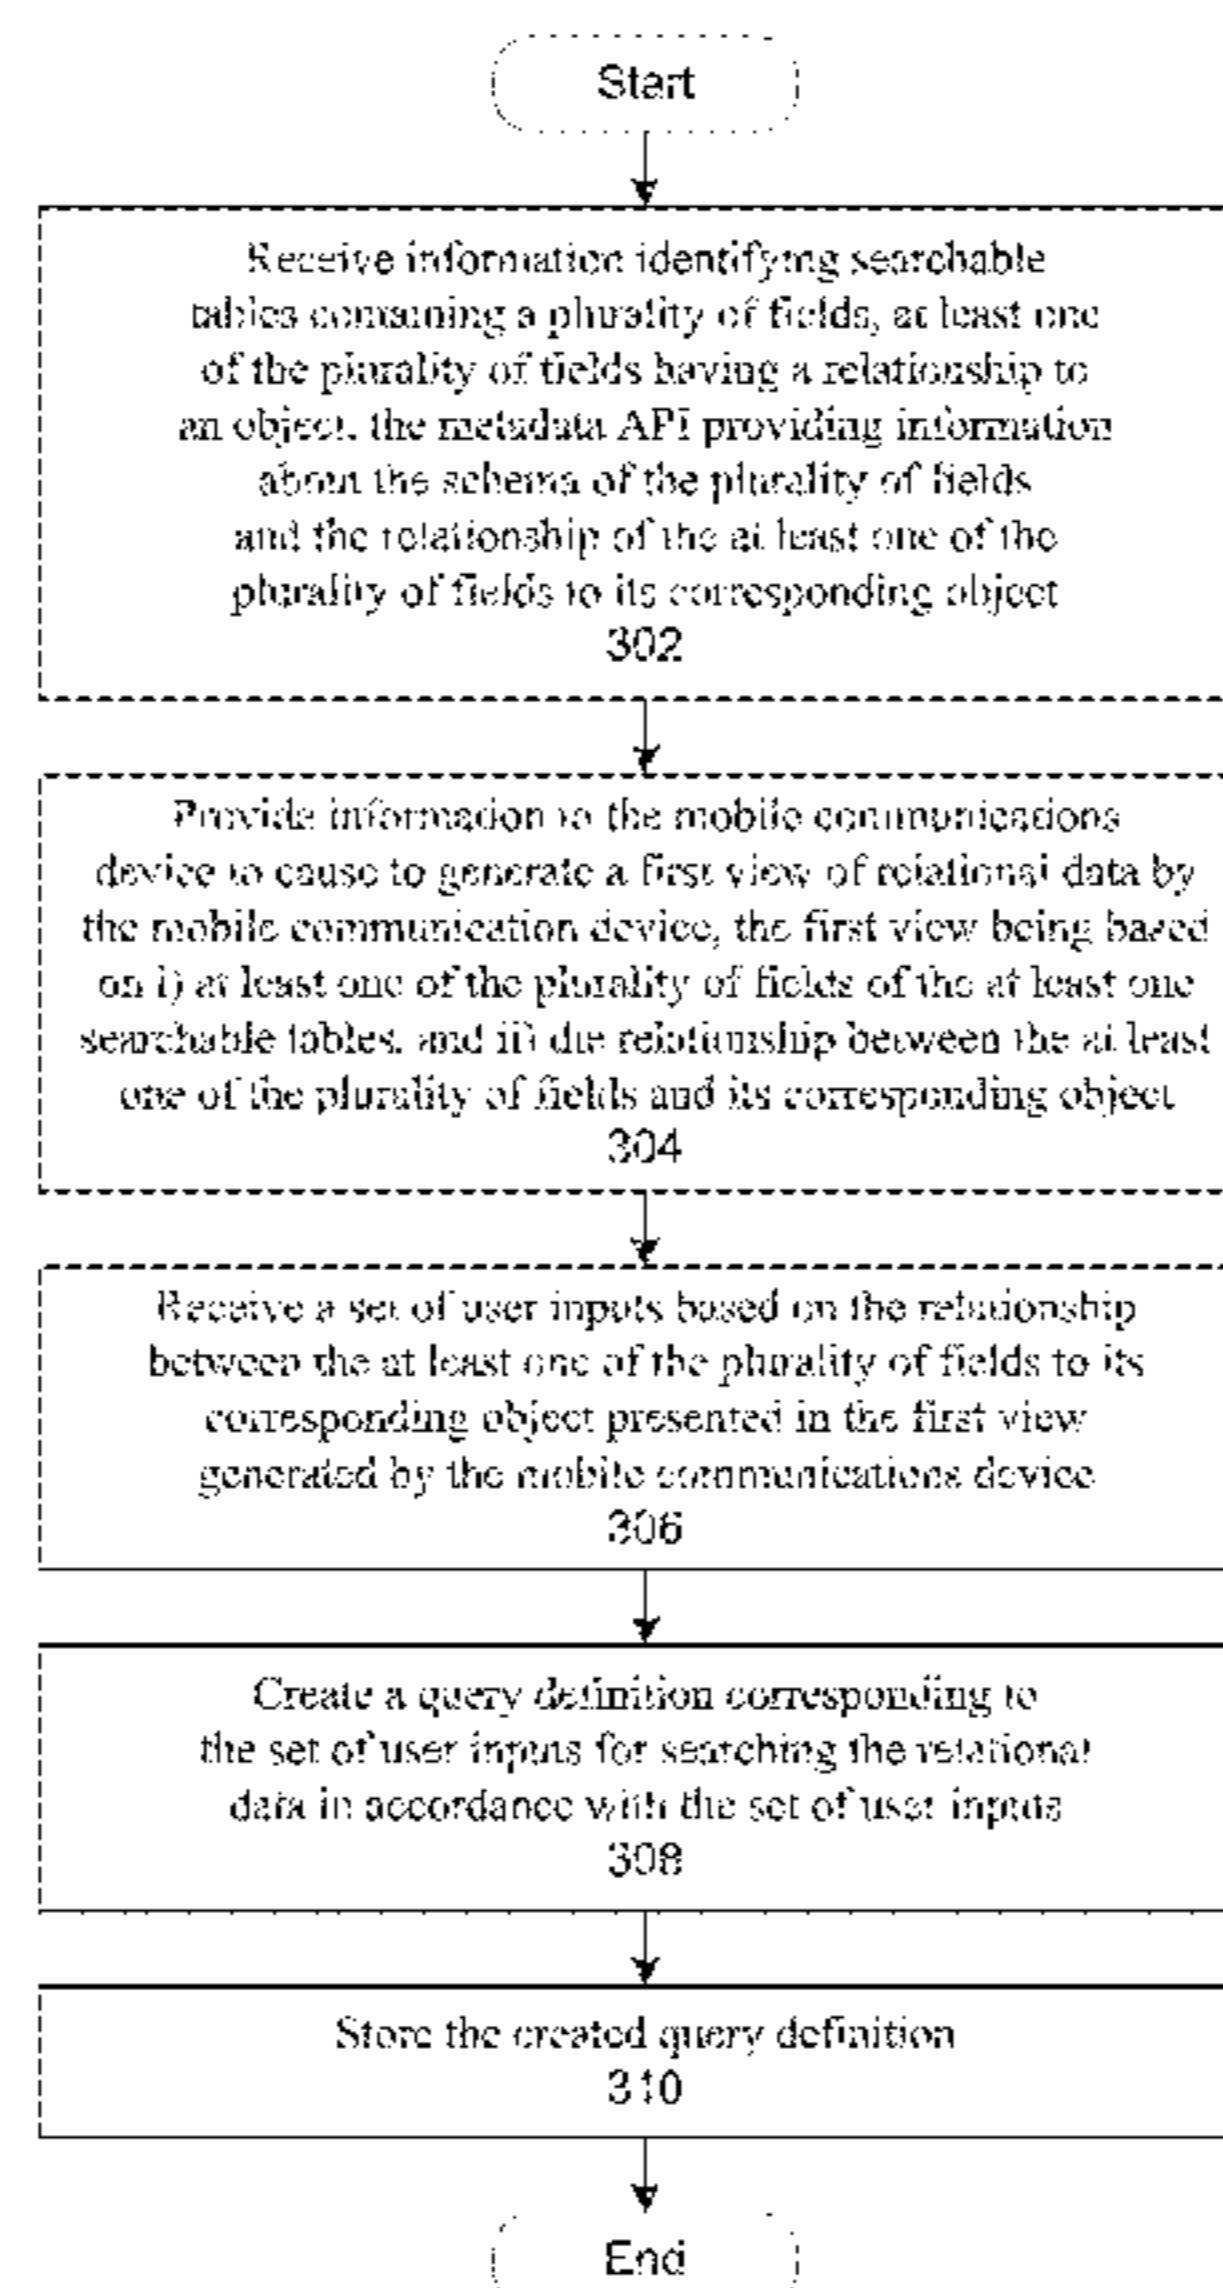 Start
Receive information identifying searchable
tables containing a plurality of fields, at least one
of the plurality of fields having a relationship to
an object, the metadata API providing information
about the schema of the plurality of fields
and the relationship of the at least one of the
plurality of fields to its corresponding object
302
Provide information to the mobile communications
device to cause to generate a first view of relational data by
the mobile communication device, the first view being based
on i) at least one of the plurality of fields of the at least one
searchable tables, and ii) the relationship between the at least
one of the plurality of fields and its corresponding object
304
Receive a set of user inputs based on the relationship
between the at least one of the plurality of fields to its
corresponding object presented in the first view
generated by the mobile communications device
306
Create a query definition corresponding to
the set of user inputs for searching the relational
data in accordance with the set of user inputs
308
Store the created query definition
310
End